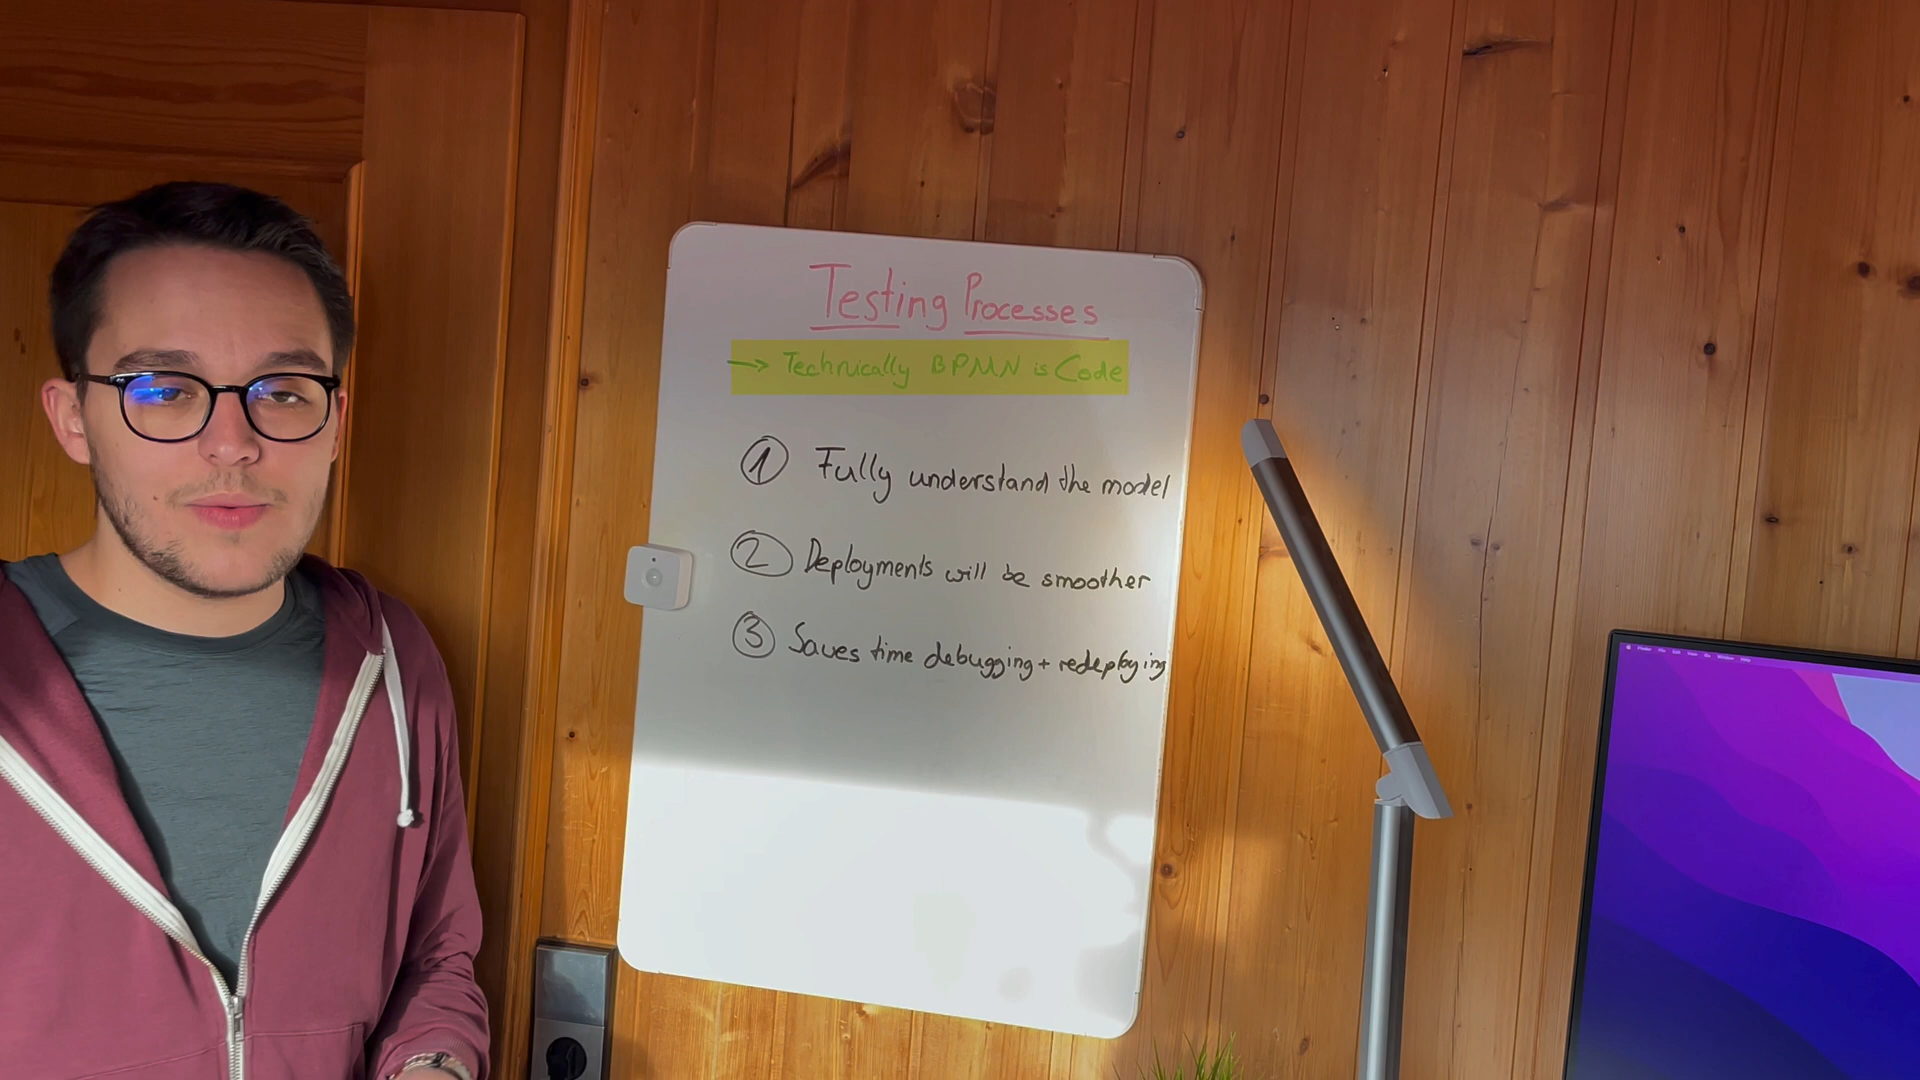 Testing Processes
→ Technically BPMN is Code
① Fully understand the model
② Deployments will be smoother
③ Saves time debugging + redeploying